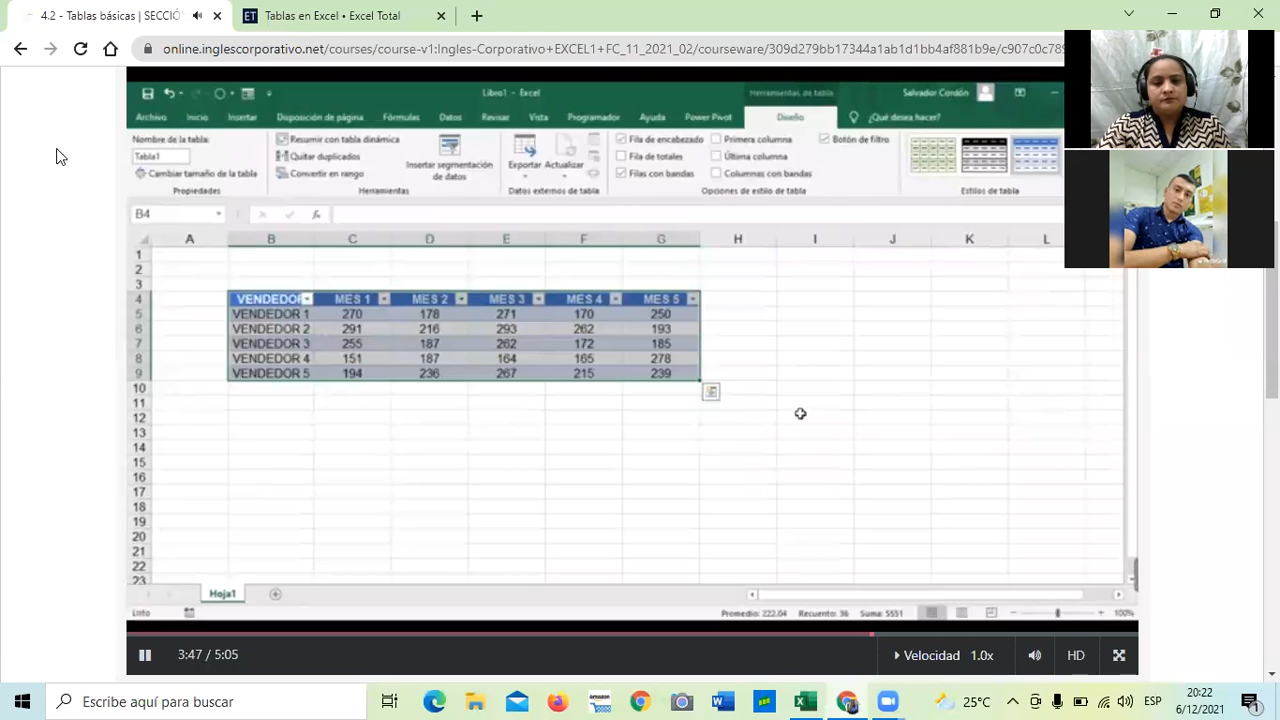 4.2 - Tablas básicas | SECCIÓ
Tablas en Excel • Excel Total
online.inglescorporativo.net/courses/course-v1:Ingles-Corporativo+EXCEL1+FC_11_2021_02/courseware/309d279bb17344a1ab1d1bb4af881b9e/c907c0c789
Libro1 - Excel
Herramientas de tabla
Salvador Cordón
Archivo Inicio Insertar Disposición de página Fórmulas Datos Revisar Vista Programador Ayuda Power Pivot Diseño ¿Qué desea hacer?
Nombre de la tabla:
Tabla1
Cambiar tamaño de la tabla
Propiedades
Resumir con tabla dinámica
Quitar duplicados
Convertir en rango
Insertar segmentación
de datos
Herramientas
Exportar Actualizar
Datos externos de tabla
Fila de encabezado Primera columna Botón de filtro
Fila de totales Última columna
Filas con bandas Columnas con bandas
Opciones de estilo de tabla
Estilos de tabla
B4
A B C D E F G H I J K L
1
2
3
4 VENDEDOR MES 1 MES 2 MES 3 MES 4 MES 5
5 VENDEDOR 1 270 178 271 170 250
6 VENDEDOR 2 291 216 293 262 193
7 VENDEDOR 3 255 187 262 172 185
8 VENDEDOR 4 151 187 164 165 278
9 VENDEDOR 5 194 236 267 215 239
10
11
12
13
14
15
16
17
18
19
20
21
22
23
Hoja1
Listo
Promedio: 222.04 Recuento: 36 Suma: 5551
100%
3:47 / 5:05
Velocidad 1.0x
HD
Escribe aquí para buscar
25°C
ESP
20:22
6/12/2021